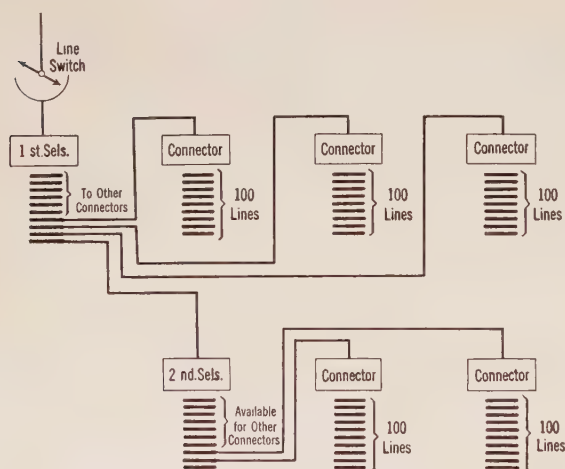 Line
Switch
1 st. Sels.
Connector
Connector
Connector
To Other
Connectors
100
Lines
100
Lines
100
Lines
2 nd. Sels.
Connector
Connector
Available
for Other
Connectors
100
Lines
100
Lines